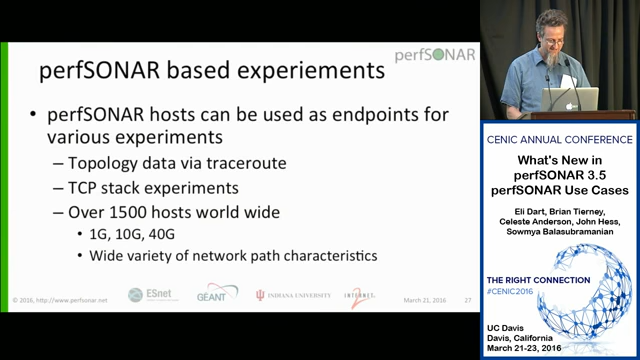 perfSONAR
perfSONAR based experiements
• perfSONAR hosts can be used as endpoints for
various experiments
– Topology data via traceroute
– TCP stack experiments
– Over 1500 hosts world wide
• 1G, 10G, 40G
• Wide variety of network path characteristics
© 2016, http://www.perfsonar.net
ESnet
GÉANT
INDIANA UNIVERSITY
INTERNET2
March 21, 2016
27
CENIC ANNUAL CONFERENCE
What's New in
perfSONAR 3.5
perfSONAR Use Cases
Eli Dart, Brian Tierney,
Celeste Anderson, John Hess,
Sowmya Balasubramanian
THE RIGHT CONNECTION
#CENIC2016
UC Davis
Davis, California
March 21-23, 2016